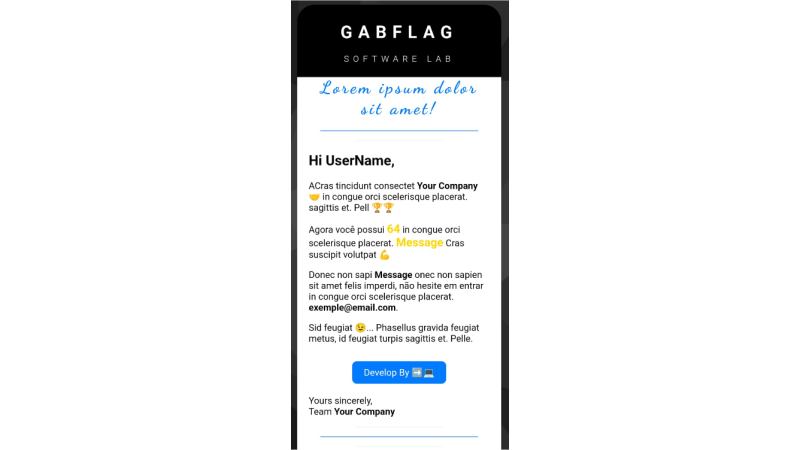 GABFLAG
SOFTWARE LAB
Lorem ipsum dolor
sit amet!
Hi UserName,
ACras tincidunt consectet Your Company
🤝 in congue orci scelerisque placerat.
sagittis et. Pell 🏆🏆
Agora você possui 64 in congue orci
scelerisque placerat. Message Cras
suscipit volutpat 💪
Donec non sapi Message onec non sapien
sit amet felis imperdi, não hesite em entrar
in congue orci scelerisque placerat.
exemple@email.com.
Sid feugiat 😉... Phasellus gravida feugiat
metus, id feugiat turpis sagittis et. Pelle.
Develop By ➡️💻
Yours sincerely,
Team Your Company